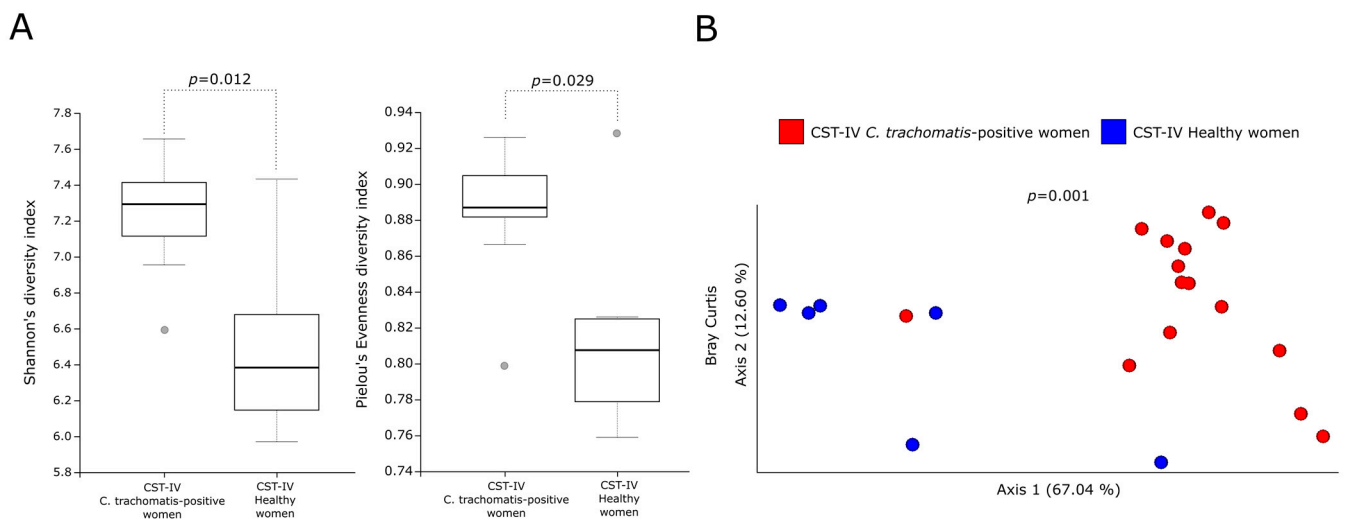 A
B
p=0.012
Shannon's diversity index
7.8
7.6
7.4
7.2
7.0
6.8
6.6
6.4
6.2
6.0
5.8
CST-IV
C. trachomatis-positive
women
CST-IV
Healthy
women
p=0.029
Pielou's Evenness diversity index
0.94
0.92
0.90
0.88
0.86
0.84
0.82
0.80
0.78
0.76
0.74
CST-IV
C. trachomatis-positive
women
CST-IV
Healthy
women
CST-IV C. trachomatis-positive women
CST-IV Healthy women
p=0.001
Bray Curtis
Axis 2 (12.60 %)
Axis 1 (67.04 %)